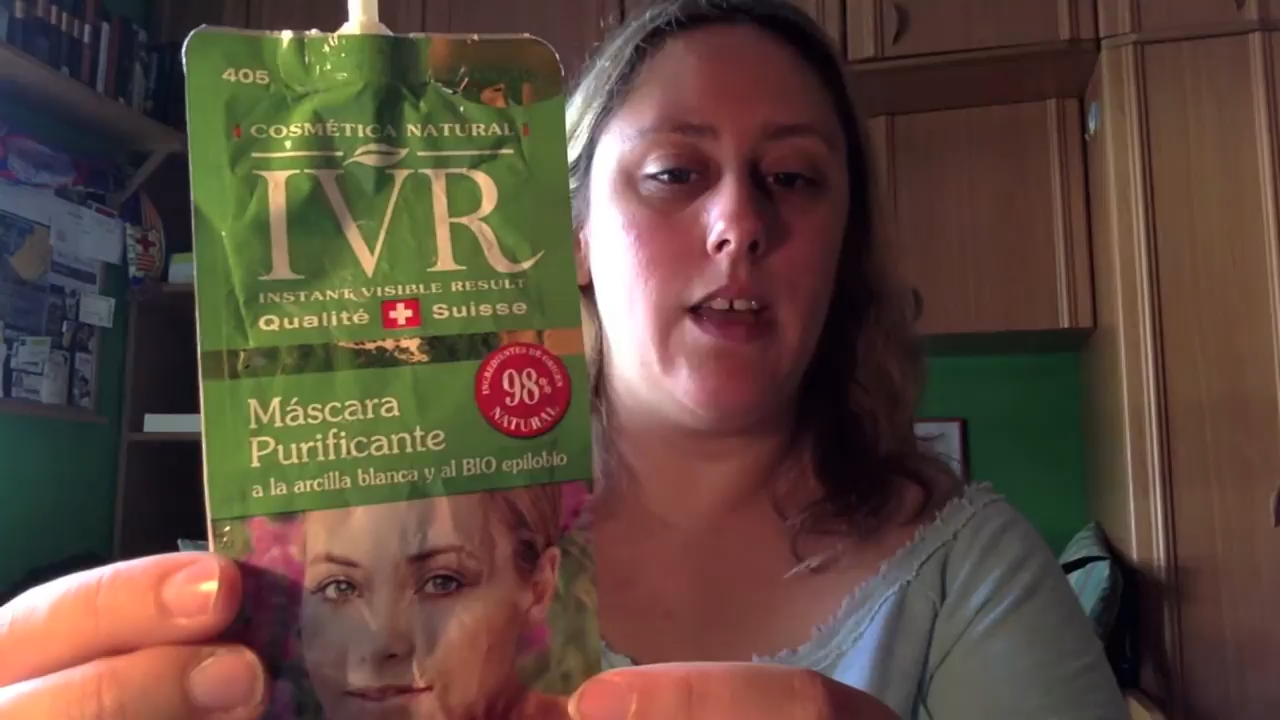 405
COSMÉTICA NATURAL
IVR
INSTANT VISIBLE RESULT
Qualité Suisse
INGREDIENTES DE ORIGEN
98%
NATURAL
Máscara
Purificante
a la arcilla blanca y al BIO epilobio